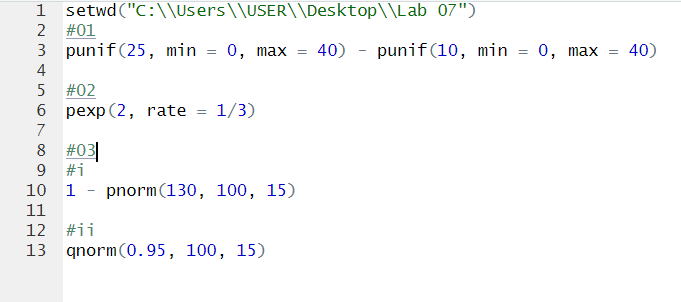 1 setwd("C:\\Users\\USER\\Desktop\\Lab 07")
2 #01
3 punif(25, min = 0, max = 40) - punif(10, min = 0, max = 40)
4
5 #02
6 pexp(2, rate = 1/3)
7
8 #03
9 #i
10 1 - pnorm(130, 100, 15)
11
12 #ii
13 qnorm(0.95, 100, 15)